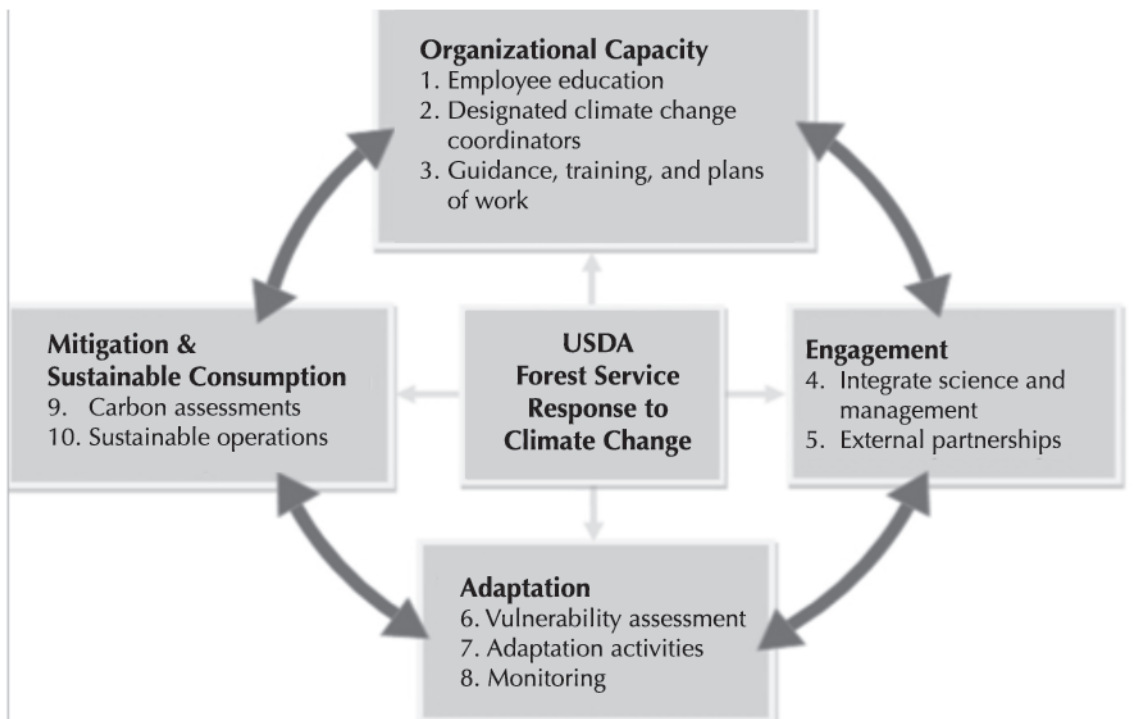 Organizational Capacity
1. Employee education
2. Designated climate change
coordinators
3. Guidance, training, and plans
of work
Mitigation &
Sustainable Consumption
9. Carbon assessments
10. Sustainable operations
USDA
Forest Service
Response to
Climate Change
Engagement
4. Integrate science and
management
5. External partnerships
Adaptation
6. Vulnerability assessment
7. Adaptation activities
8. Monitoring